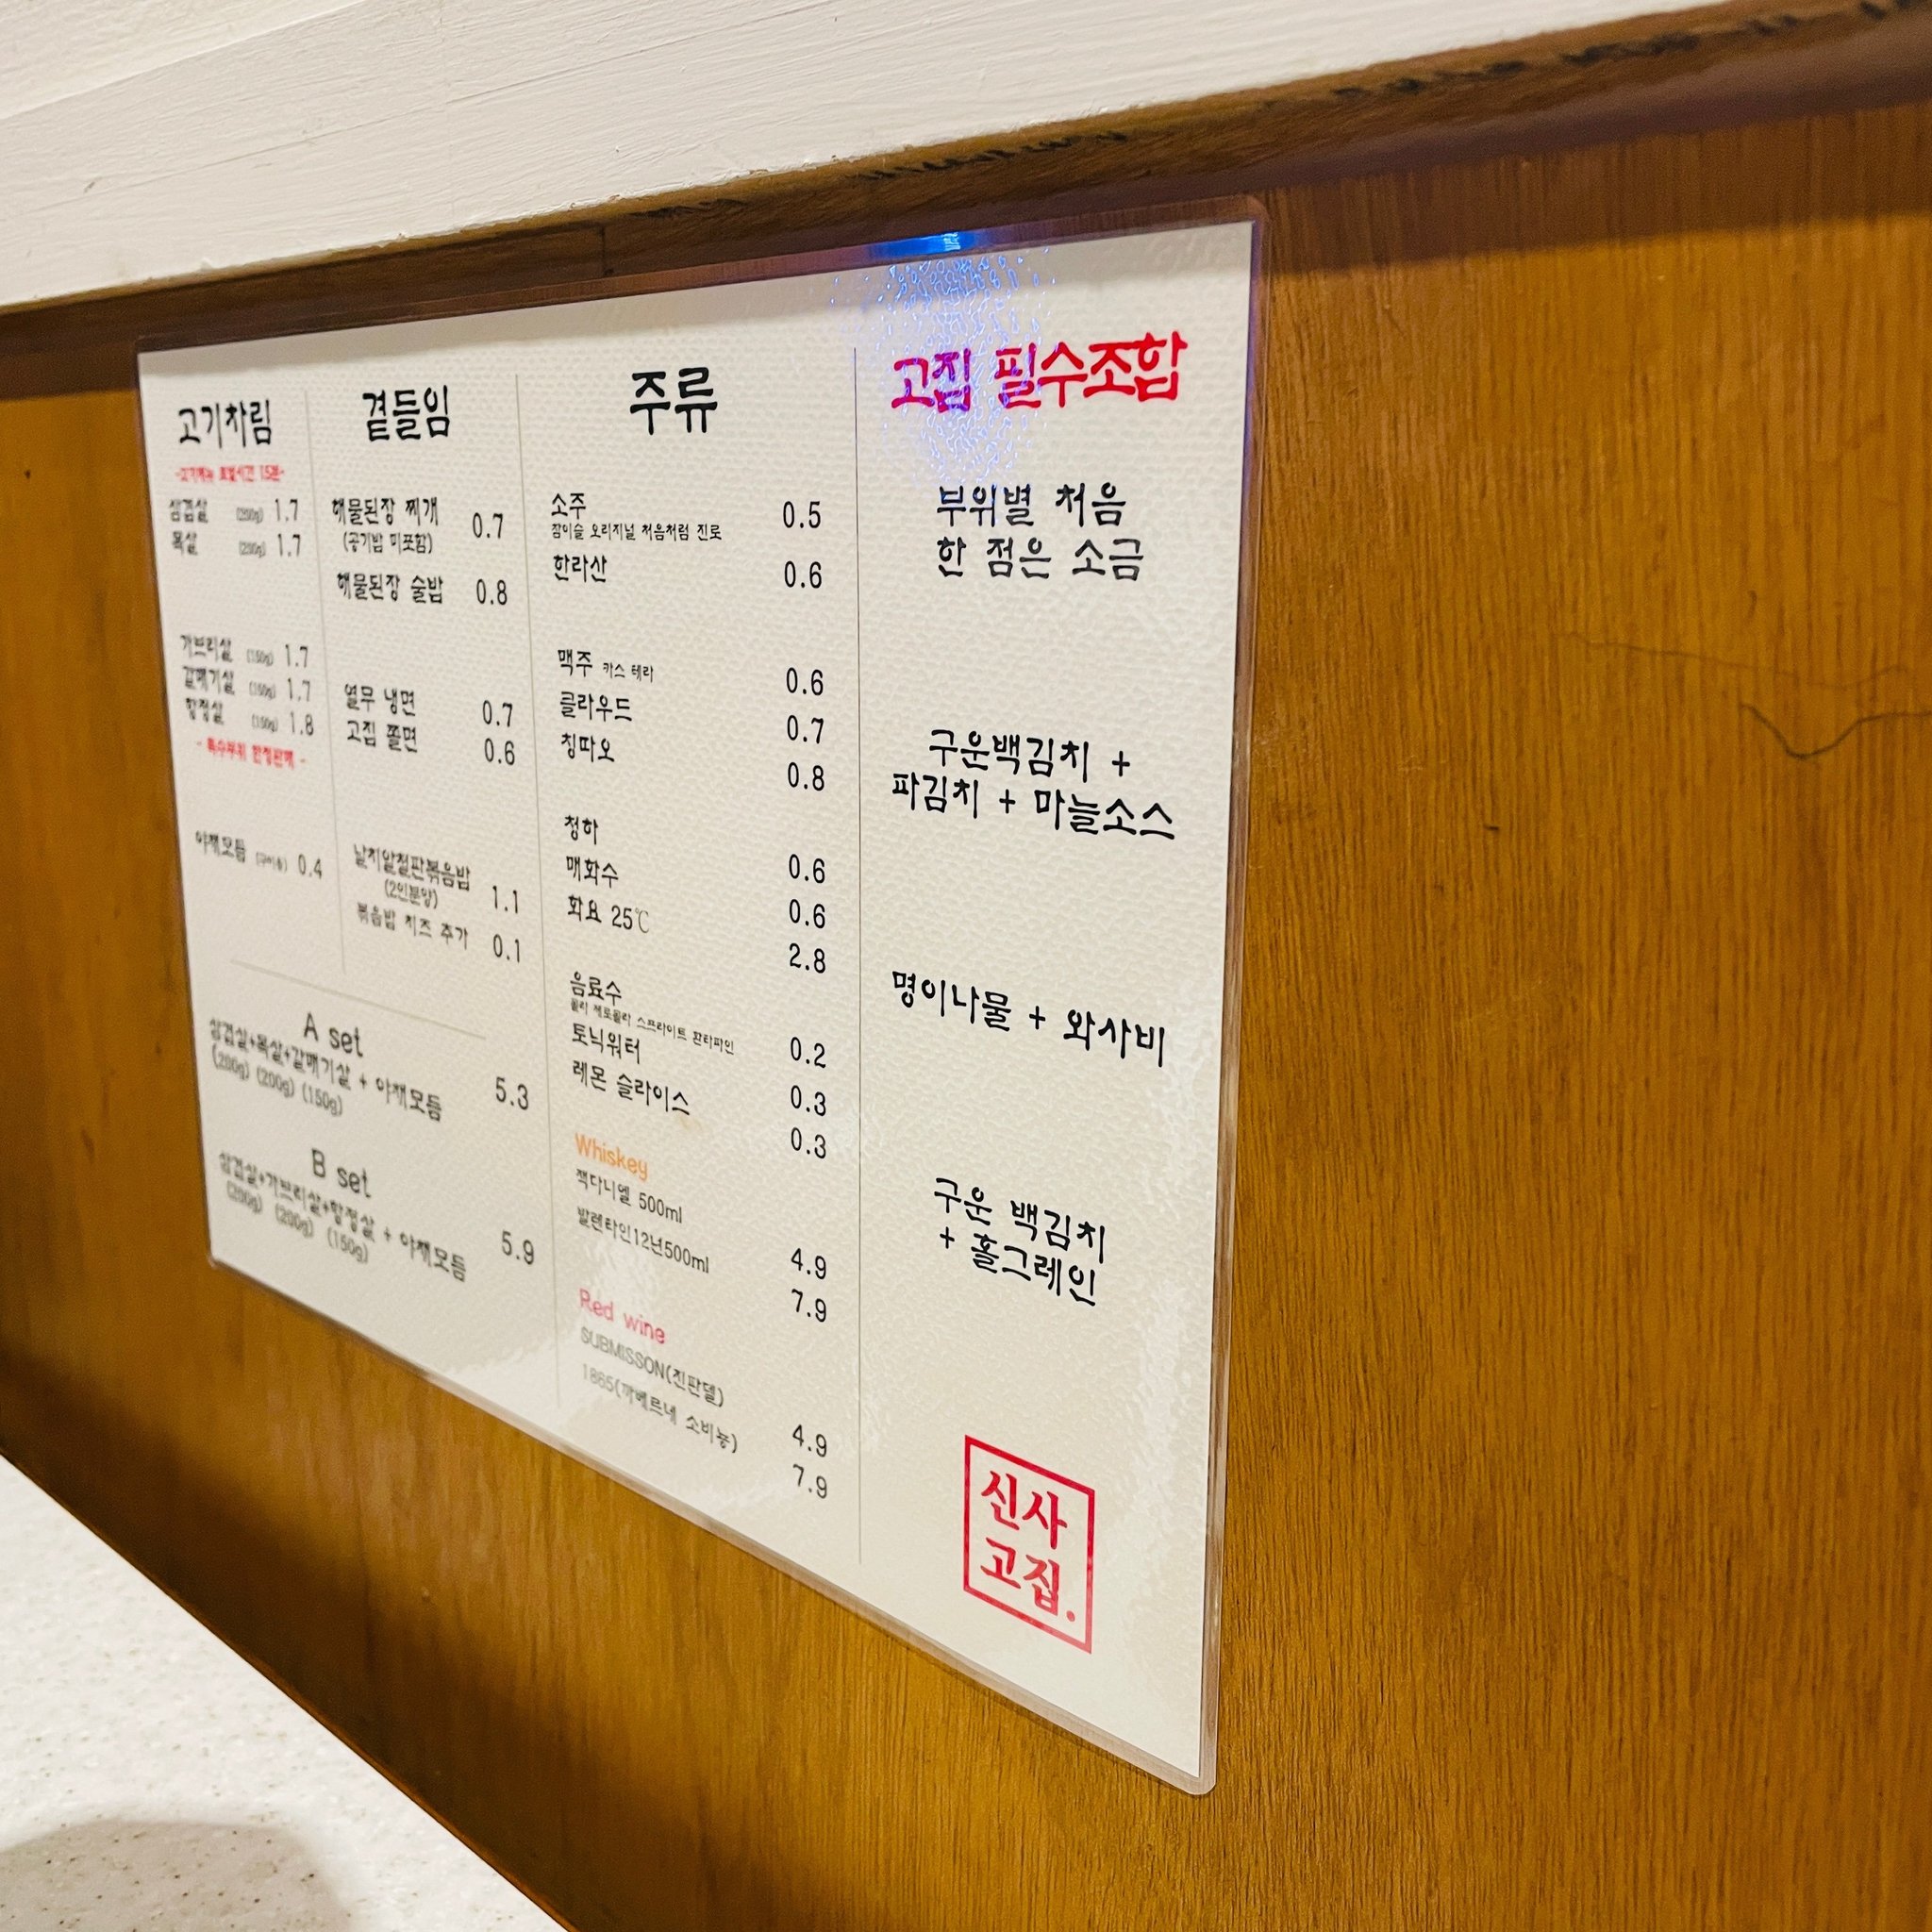 고기차림
-고기메뉴 초벌시간 15분-
삼겹살 (200g) 1.7
목살 (200g) 1.7
가브리살 (150g) 1.7
갈매기살 (150g) 1.7
항정살 (150g) 1.8
- 특수부위 한정판매 -
야채모듬 (구이용) 0.4
곁들임
해물된장 찌개 0.7
(공기밥 미포함)
해물된장 술밥 0.8
열무 냉면 0.7
고집 쫄면 0.6
날치알철판볶음밥 1.1
(2인분양)
볶음밥 치즈 추가 0.1
A set
삼겹살+목살+갈매기살 + 야채모듬 5.3
(200g) (200g) (150g)
B set
삼겹살+가브리살+항정살 + 야채모듬 5.9
(200g) (200g) (150g)
주류
소주 0.5
참이슬 오리지널 처음처럼 진로
한라산 0.6
맥주 카스 테라 0.6
클라우드 0.7
칭따오 0.8
청하 0.6
매화수 0.6
화요 25℃ 2.8
음료수 0.2
콜라 제로콜라 스프라이트 환타파인
토닉워터 0.3
레몬 슬라이스 0.3
Whiskey
잭다니엘 500ml 4.9
발렌타인12년500ml 7.9
Red wine
SUBMISSON(진판델) 4.9
1865(까베르네 소비뇽) 7.9
고집 필수조합
부위별 처음
한 점은 소금
구운백김치 +
파김치 + 마늘소스
명이나물 + 와사비
구운 백김치
+ 홀그레인
신사
고집.